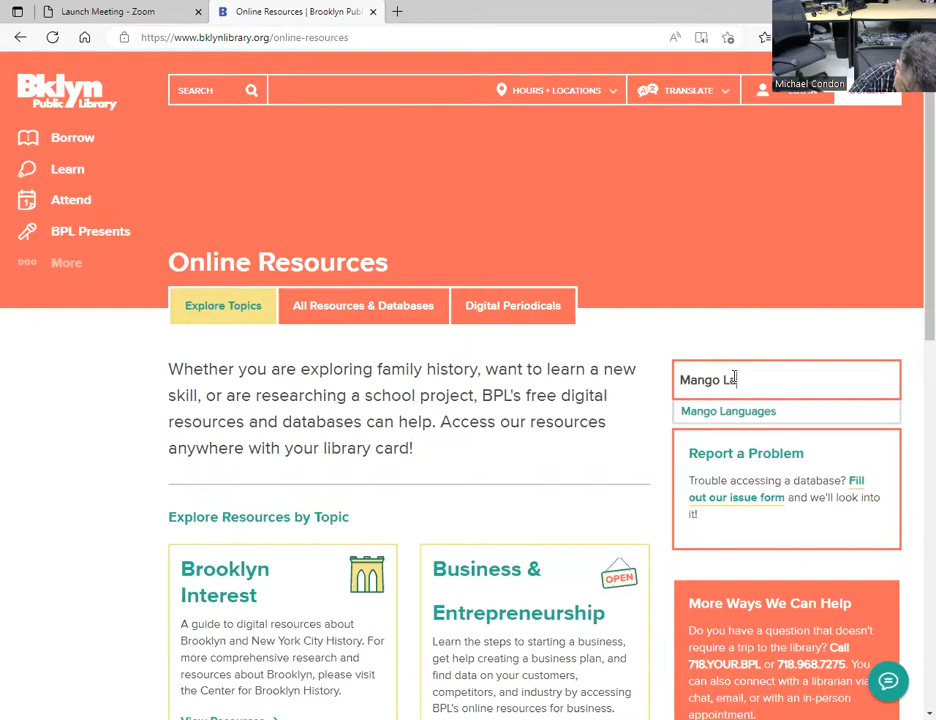 Launch Meeting - Zoom
Online Resources | Brooklyn Pub
https://www.bklynlibrary.org/online-resources
Michael Condon
Bklyn
Public Library
SEARCH
HOURS + LOCATIONS
TRANSLATE
Borrow
Learn
Attend
BPL Presents
More
Online Resources
Explore Topics
All Resources & Databases
Digital Periodicals
Whether you are exploring family history, want to learn a new
skill, or are researching a school project, BPL's free digital
resources and databases can help. Access our resources
anywhere with your library card!
Mango La
Mango Languages
Report a Problem
Trouble accessing a database? Fill
out our issue form and we'll look into
it!
Explore Resources by Topic
Brooklyn
Interest
A guide to digital resources about
Brooklyn and New York City History. For
more comprehensive research and
resources about Brooklyn, please visit
the Center for Brooklyn History.
View Resources
Business &
Entrepreneurship
OPEN
Learn the steps to starting a business,
get help creating a business plan, and
find data on your customers,
competitors, and industry by accessing
BPL's online resources for business.
More Ways We Can Help
Do you have a question that doesn't
require a trip to the library? Call
718.YOUR.BPL or 718.968.7275. You
can also connect with a librarian via
chat, email, or with an in-person
appointment.